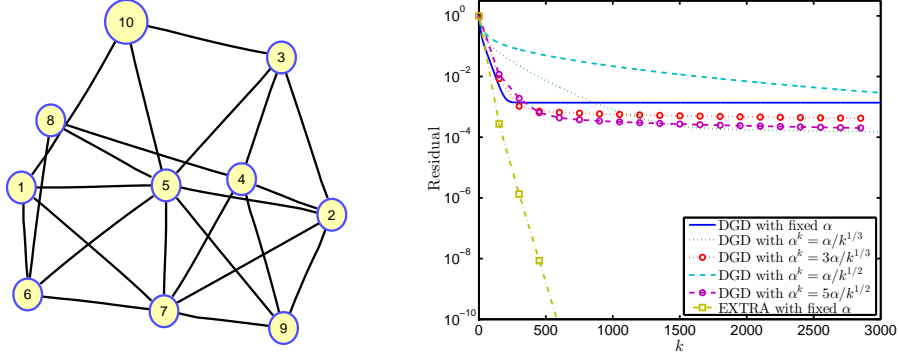 10
3
8
4
1
5
2
6
7
9
10^0
10^-2
10^-4
10^-6
10^-8
10^-10
Residual
0 500 1000 1500 2000 2500 3000
k
DGD with fixed α
DGD with α^k = α/k^{1/3}
DGD with α^k = 3α/k^{1/3}
DGD with α^k = α/k^{1/2}
DGD with α^k = 5α/k^{1/2}
EXTRA with fixed α